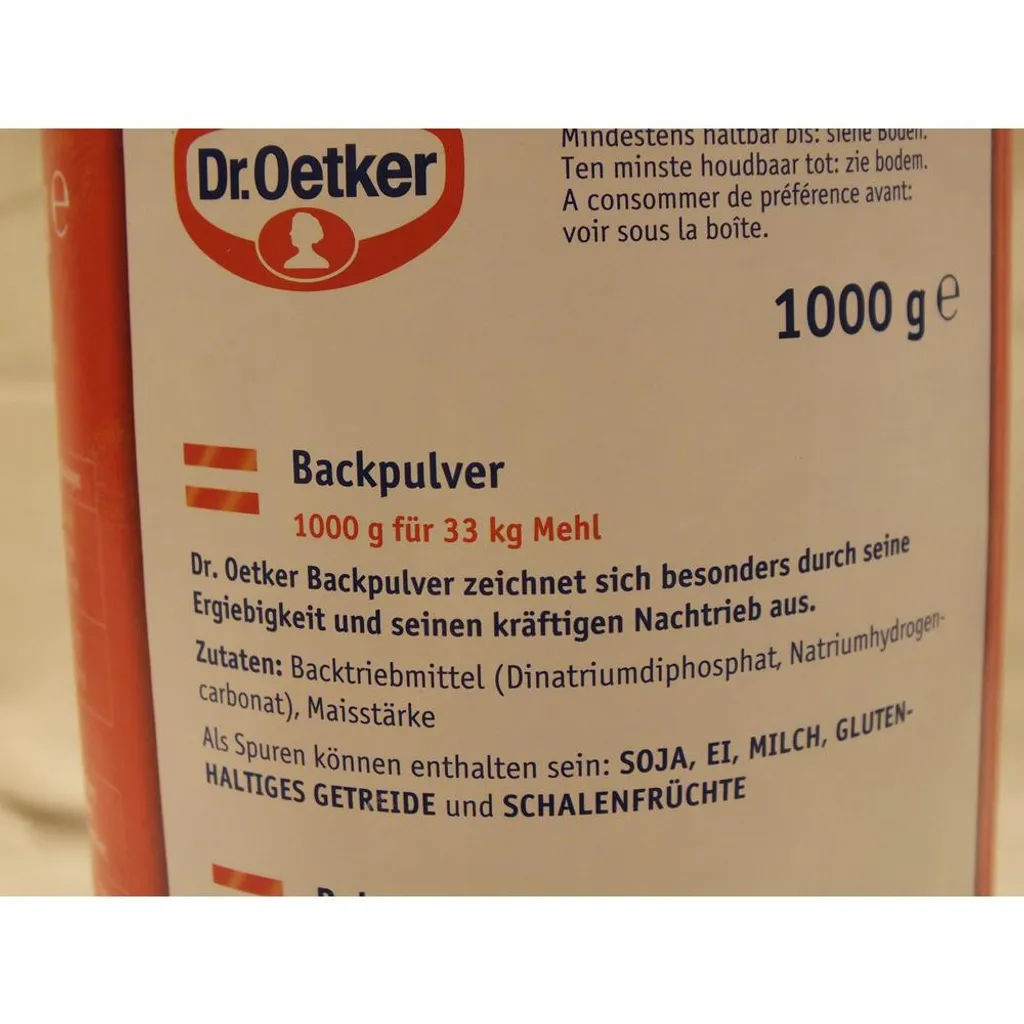 Dr.Oetker
Mindestens haltbar bis: siehe Boden.
Ten minste houdbaar tot: zie bodem.
A consommer de préférence avant:
voir sous la boîte.
1000 g e
e
Backpulver
1000 g für 33 kg Mehl
Dr. Oetker Backpulver zeichnet sich besonders durch seine
Ergiebigkeit und seinen kräftigen Nachtrieb aus.
Zutaten: Backtriebmittel (Dinatriumdiphosphat, Natriumhydrogen-
carbonat), Maisstärke
Als Spuren können enthalten sein: SOJA, EI, MILCH, GLUTEN-
HALTIGES GETREIDE und SCHALENFRÜCHTE